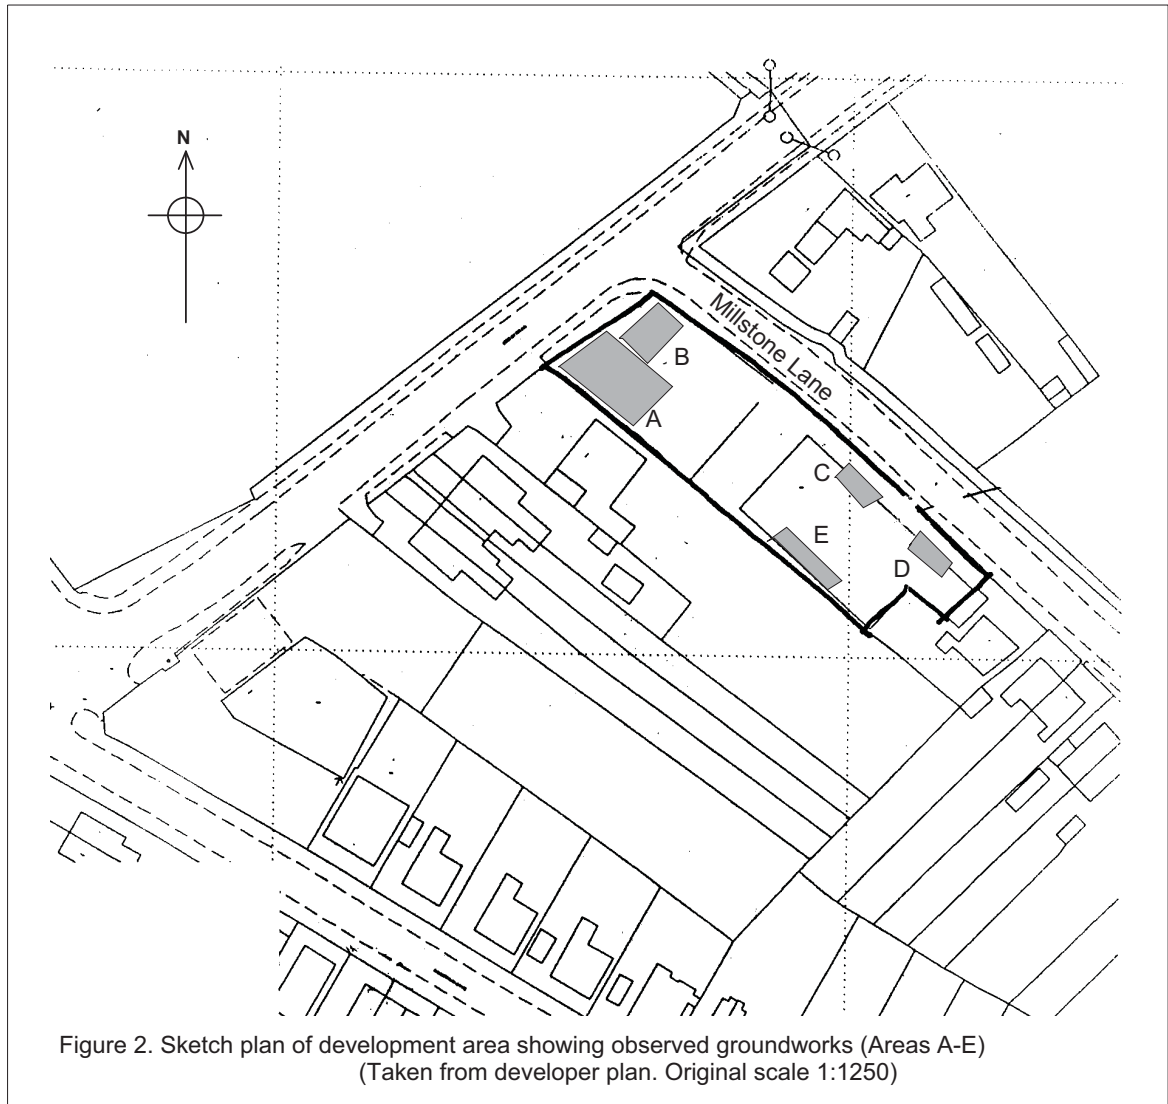 N
Millstone Lane
B
A
C
E
D
Figure 2. Sketch plan of development area showing observed groundworks (Areas A-E)
(Taken from developer plan. Original scale 1:1250)